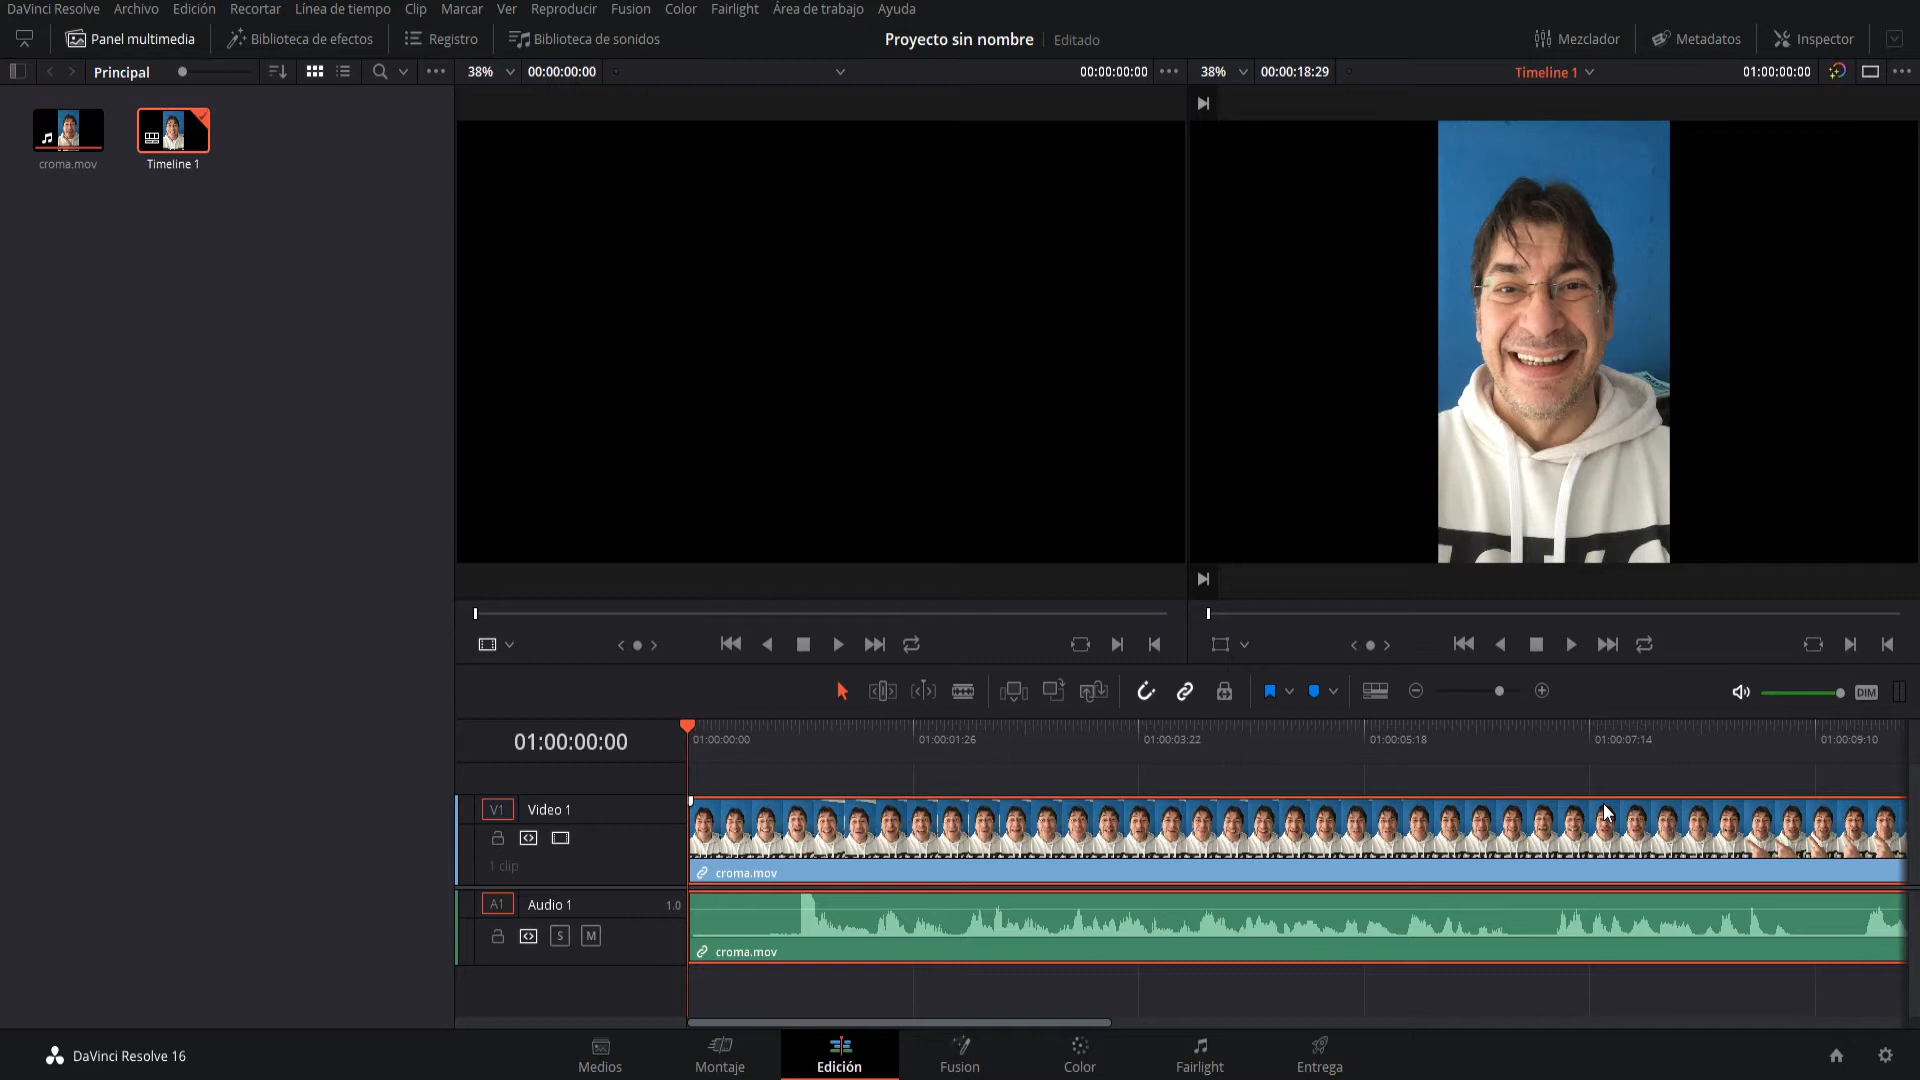 DaVinci Resolve Archivo Edición Recortar Línea de tiempo Clip Marcar Ver Reproducir Fusion Color Fairlight Área de trabajo Ayuda
Panel multimedia Biblioteca de efectos Registro Biblioteca de sonidos Proyecto sin nombre Editado Mezclador Metadatos Inspector
Principal 38% 00:00:00:00 00:00:00:00 38% 00:00:18:29 Timeline 1 01:00:00:00
croma.mov Timeline 1
DIM
01:00:00:00 01:00:00:00 01:00:01:26 01:00:03:22 01:00:05:18 01:00:07:14 01:00:09:10
V1 Video 1
1 clip
croma.mov
A1 Audio 1 1.0
S M
croma.mov
DaVinci Resolve 16 Medios Montaje Edición Fusion Color Fairlight Entrega